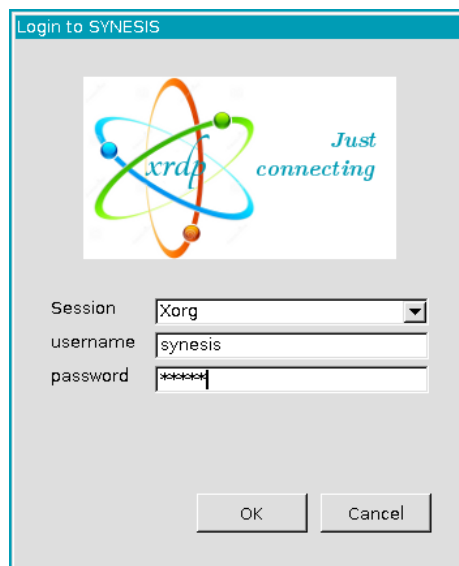 Login to SYNESIS
xrdp
Just
connecting
Session
Xorg
username
synesis
password
*****
OK
Cancel